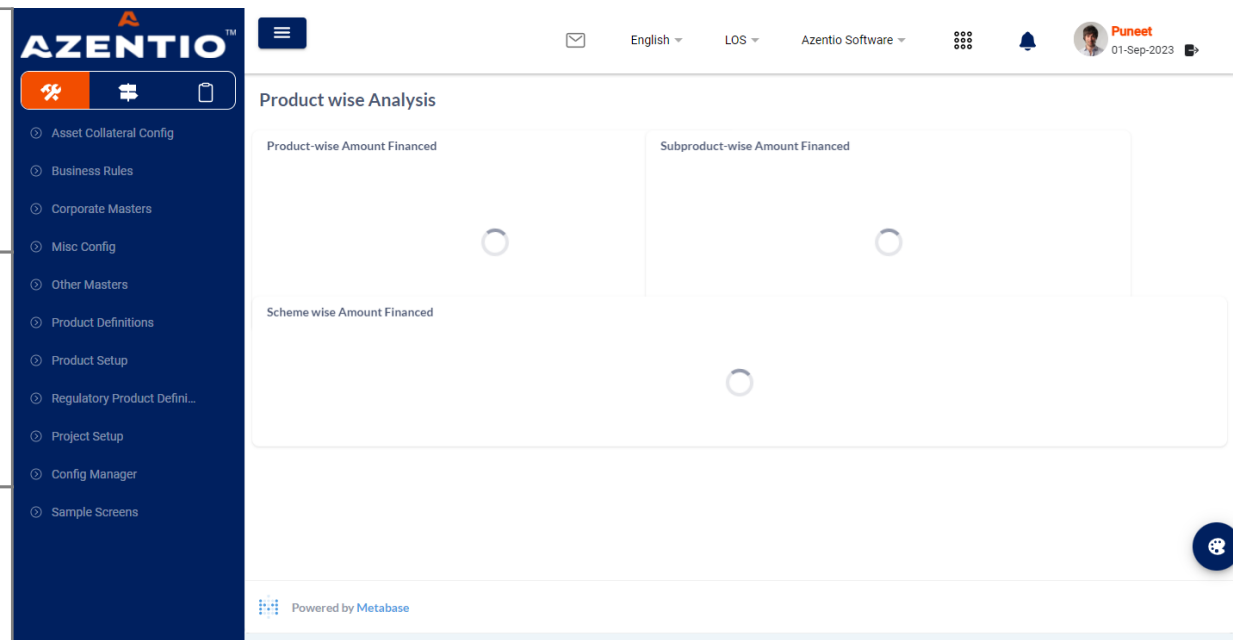 AZENTIO™
English
LOS
Azentio Software
Puneet
01-Sep-2023
Asset Collateral Config
Business Rules
Corporate Masters
Misc Config
Other Masters
Product Definitions
Product Setup
Regulatory Product Defini...
Project Setup
Config Manager
Sample Screens
Product wise Analysis
Product-wise Amount Financed
Subproduct-wise Amount Financed
Scheme wise Amount Financed
Powered by Metabase